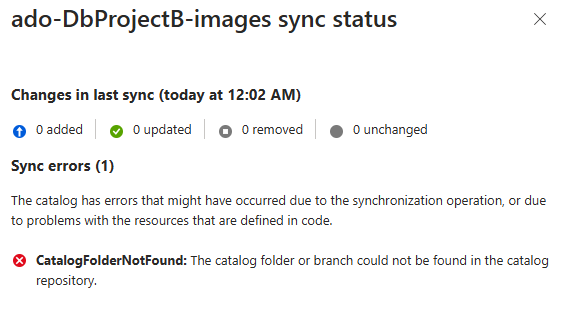 ado-DbProjectB-images sync status
Changes in last sync (today at 12:02 AM)
0 added 0 updated 0 removed 0 unchanged
Sync errors (1)
The catalog has errors that might have occurred due to the synchronization operation, or due
to problems with the resources that are defined in code.
CatalogFolderNotFound: The catalog folder or branch could not be found in the catalog
repository.